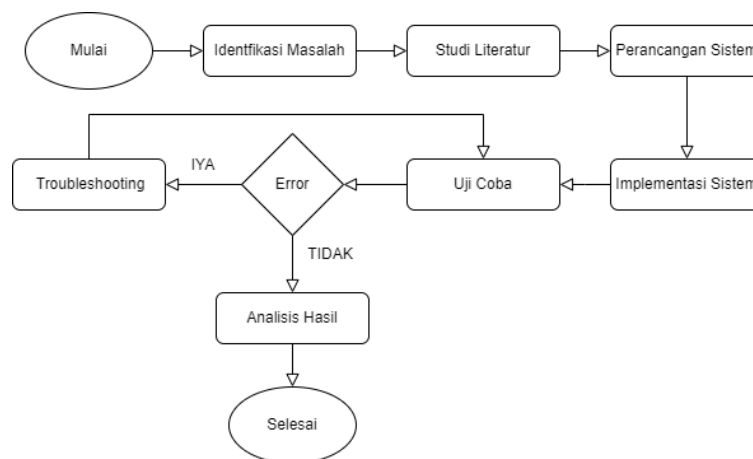 Mulai
Identfikasi Masalah
Studi Literatur
Perancangan Sistem
IYA
Troubleshooting
Error
Uji Coba
Implementasi Sistem
TIDAK
Analisis Hasil
Selesai